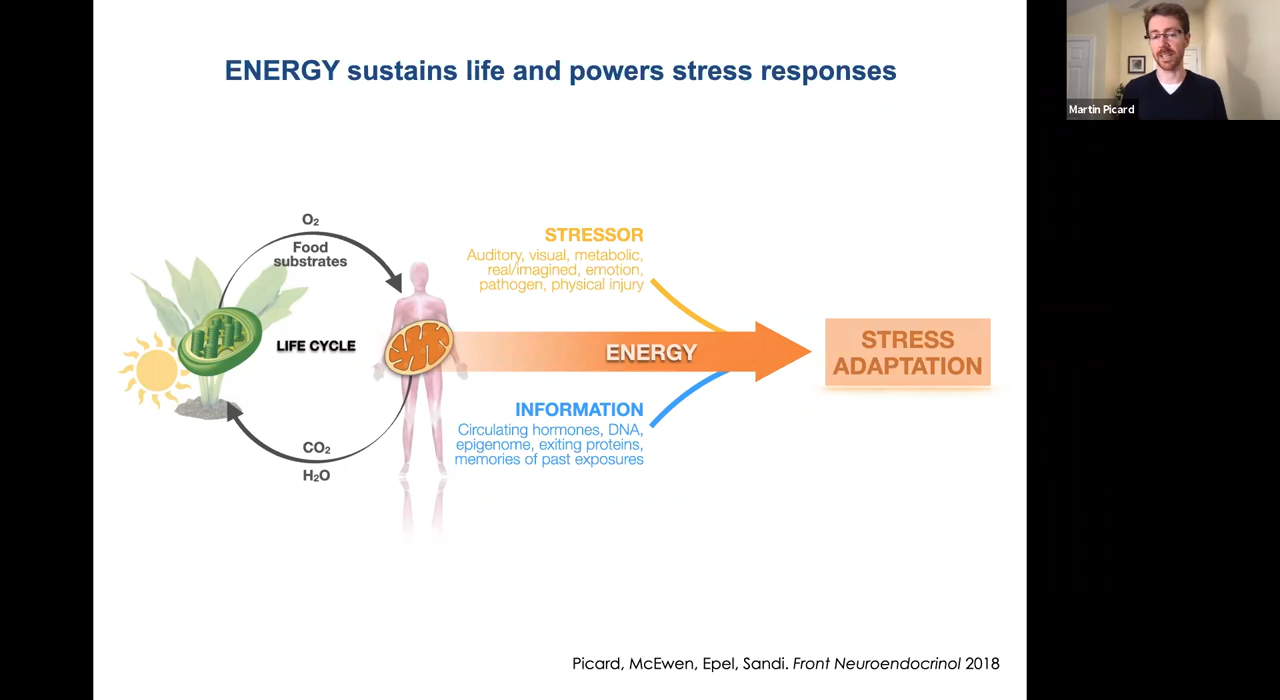 ENERGY sustains life and powers stress responses
Martin Picard
O₂
Food
substrates
LIFE CYCLE
CO₂
H₂O
STRESSOR
Auditory, visual, metabolic,
real/imagined, emotion,
pathogen, physical injury
ENERGY
INFORMATION
Circulating hormones, DNA,
epigenome, exiting proteins,
memories of past exposures
STRESS
ADAPTATION
Picard, McEwen, Epel, Sandi. Front Neuroendocrinol 2018